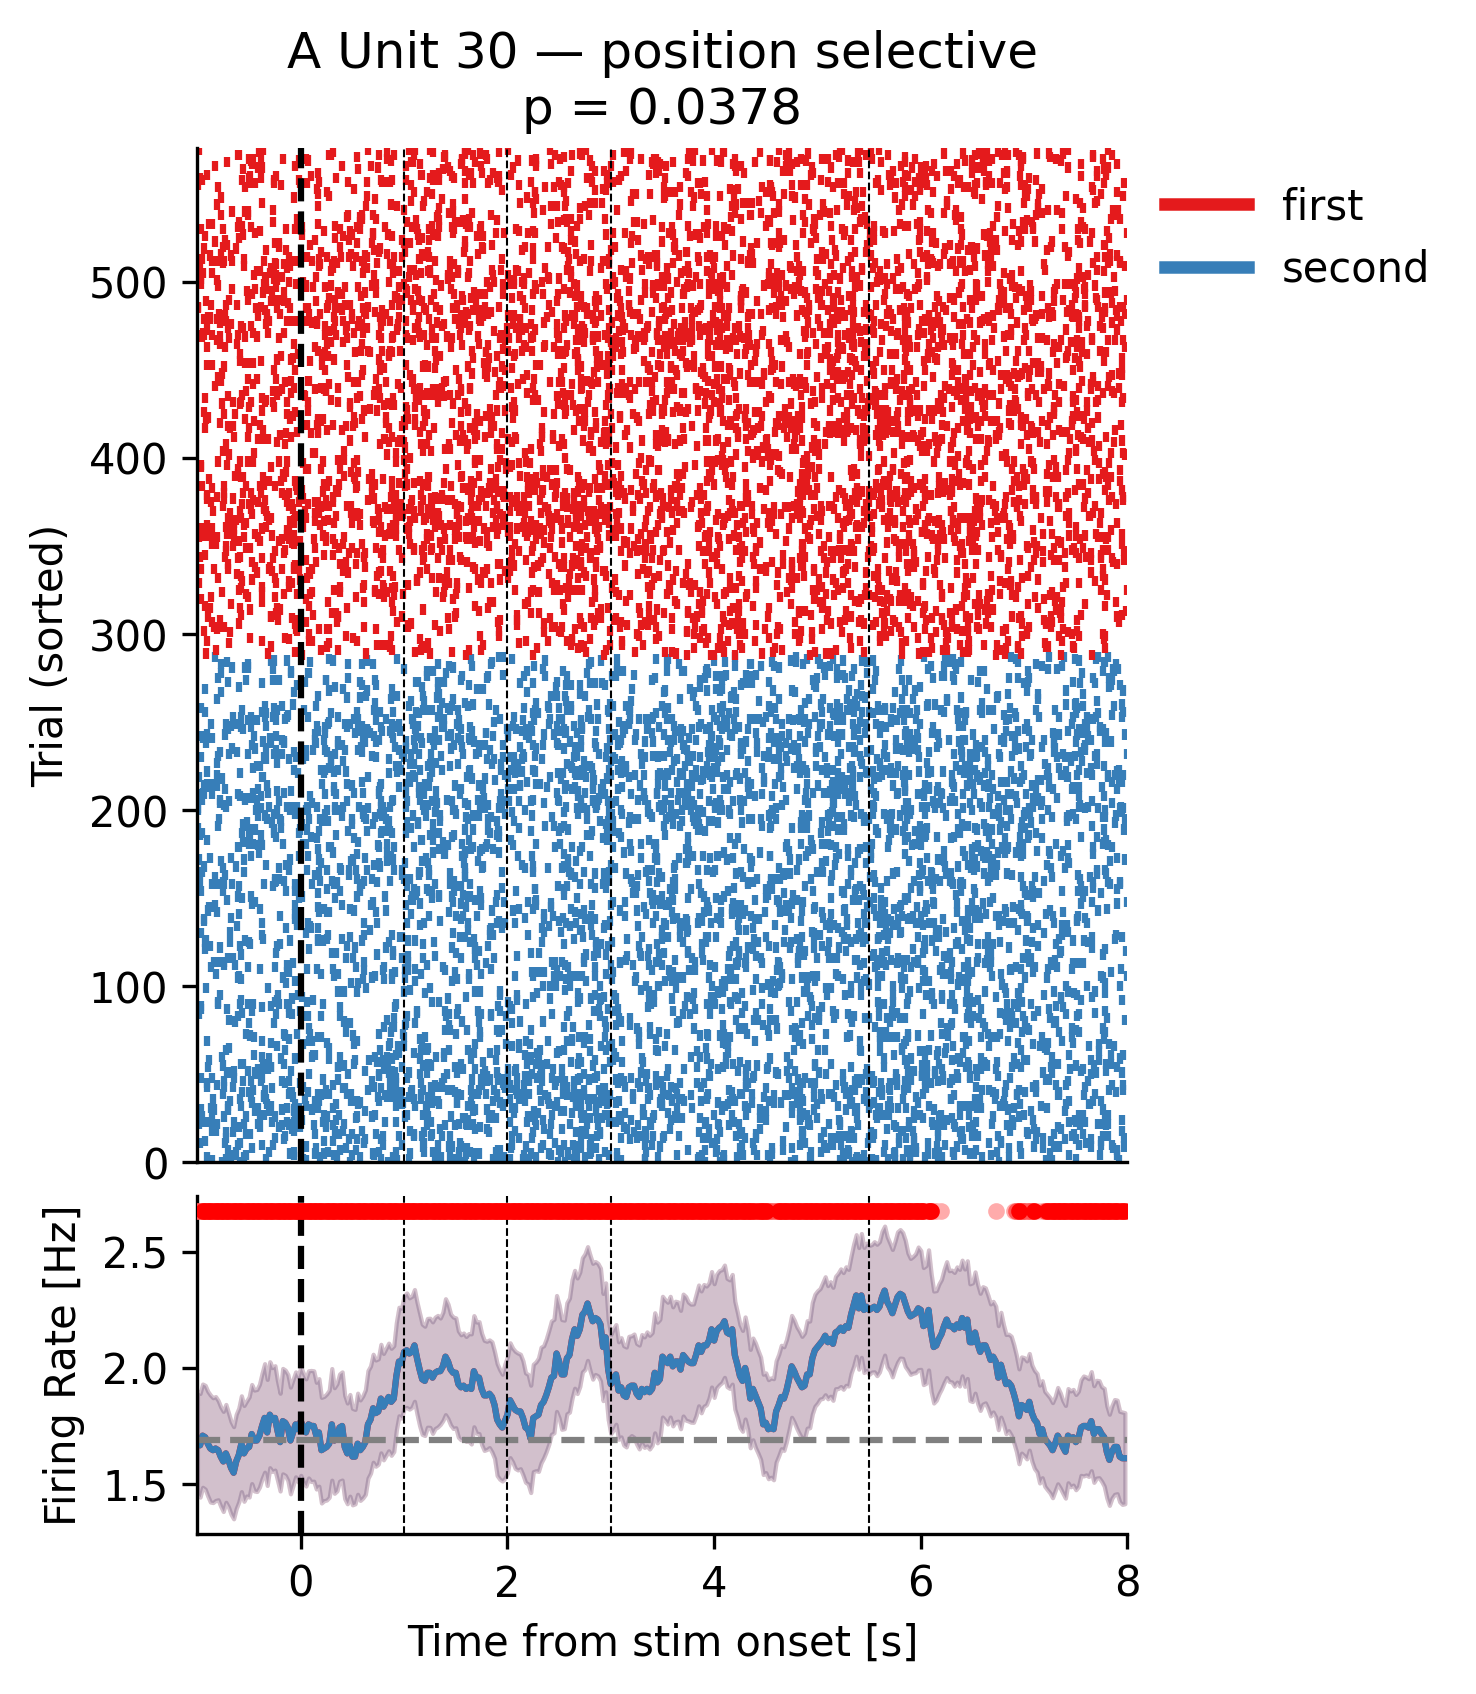 A Unit 30 — position selective
p = 0.0378
first
second
Trial (sorted)
500
400
300
200
100
0
Firing Rate [Hz]
2.5
2.0
1.5
0 2 4 6 8
Time from stim onset [s]